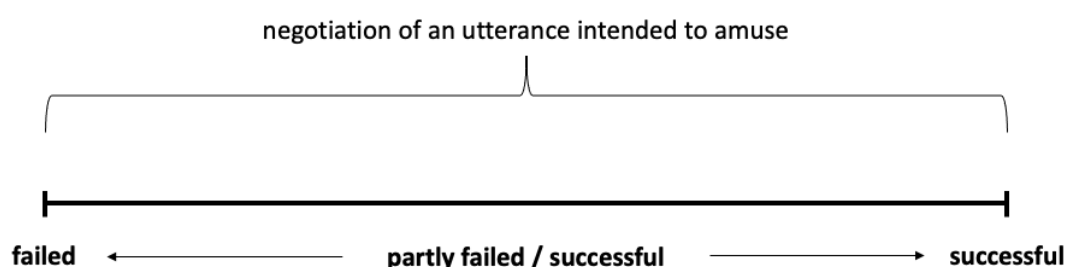 negotiation of an utterance intended to amuse
failed partly failed / successful successful